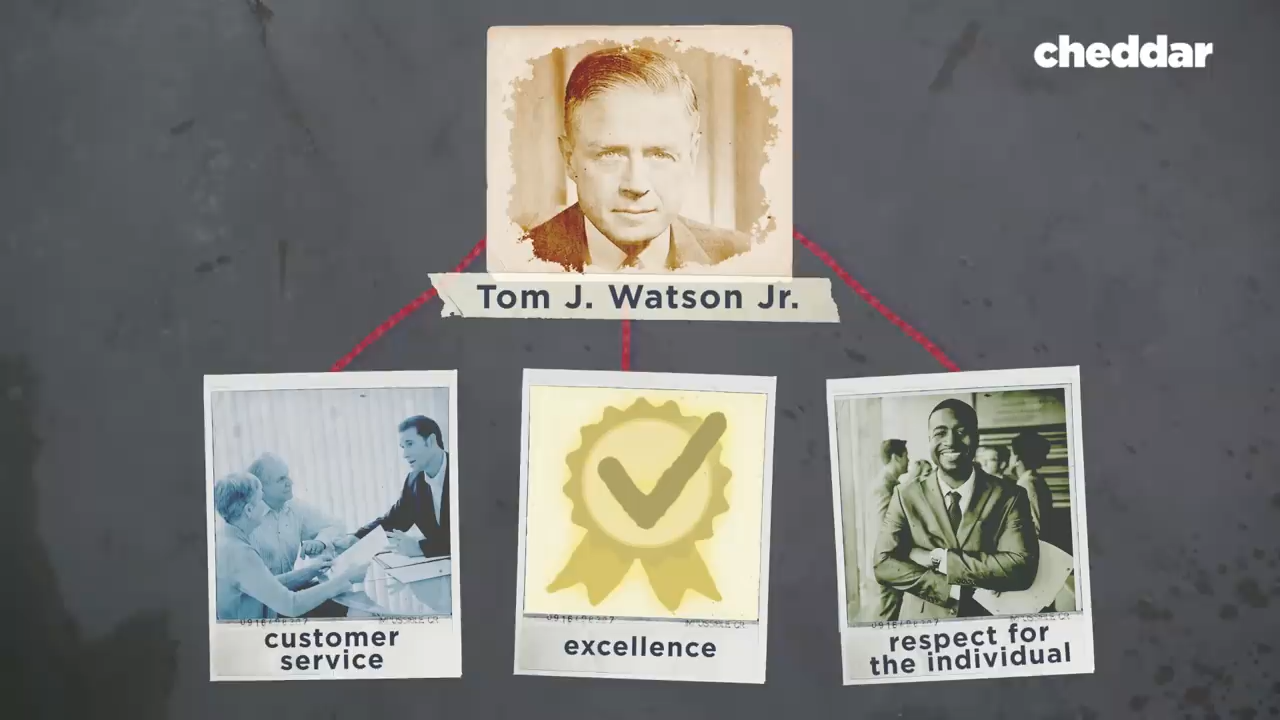 cheddar
Tom J. Watson Jr.
customer
service
excellence
respect for
the individual